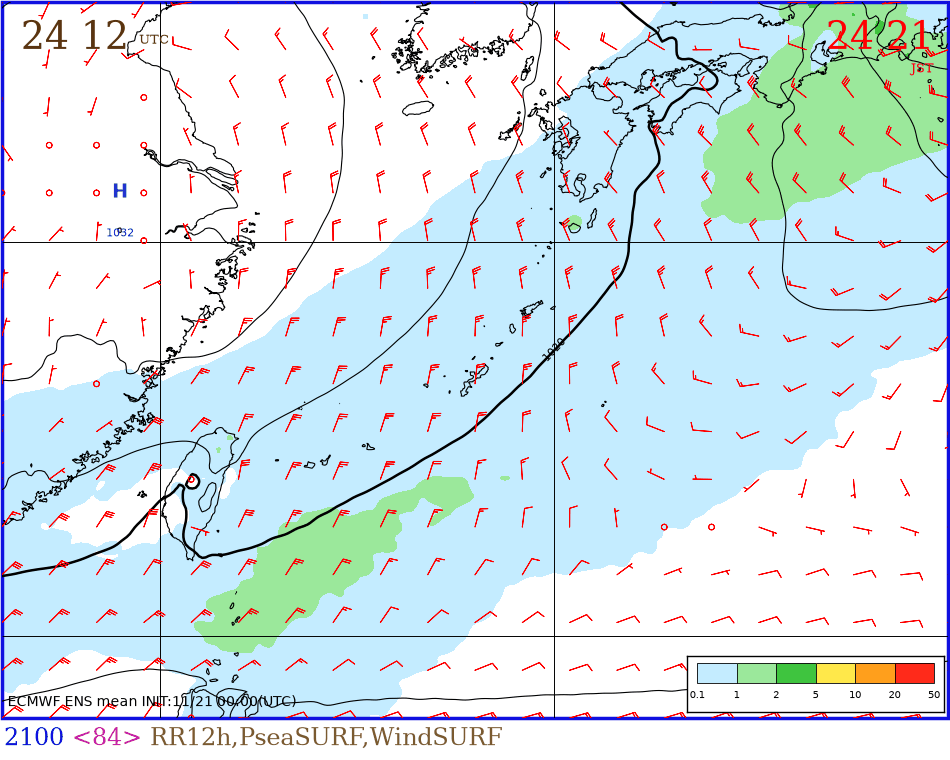 24 12 UTC
24 21
JST
H
1032
1020
0.1 1 2 5 10 20 50
ECMWF ENS mean INIT:11/21 00:00(UTC)
2100 <84> RR12h,PseaSURF,WindSURF